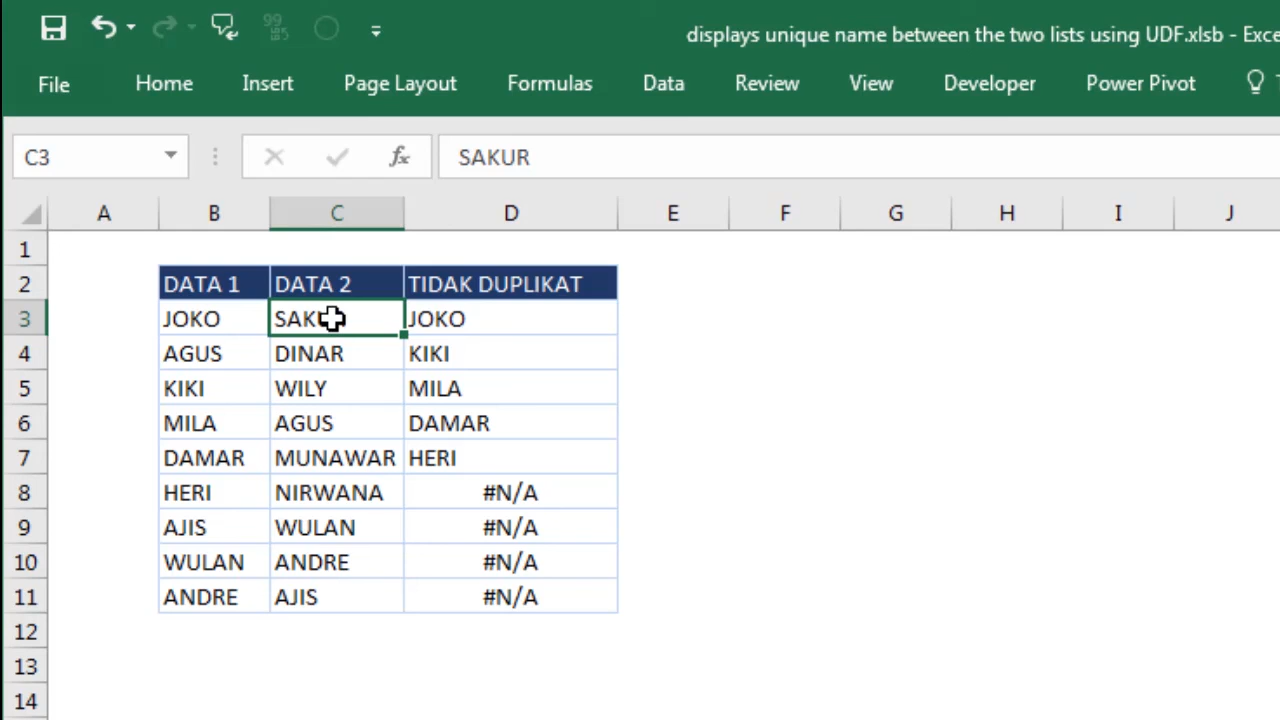 displays unique name between the two lists using UDF.xlsb - Exce
File Home Insert Page Layout Formulas Data Review View Developer Power Pivot
C3 fx SAKUR
A B C D E F G H I J
1
2 DATA 1 DATA 2 TIDAK DUPLIKAT
3 JOKO SAK JOKO
4 AGUS DINAR KIKI
5 KIKI WILY MILA
6 MILA AGUS DAMAR
7 DAMAR MUNAWAR HERI
8 HERI NIRWANA #N/A
9 AJIS WULAN #N/A
10 WULAN ANDRE #N/A
11 ANDRE AJIS #N/A
12
13
14